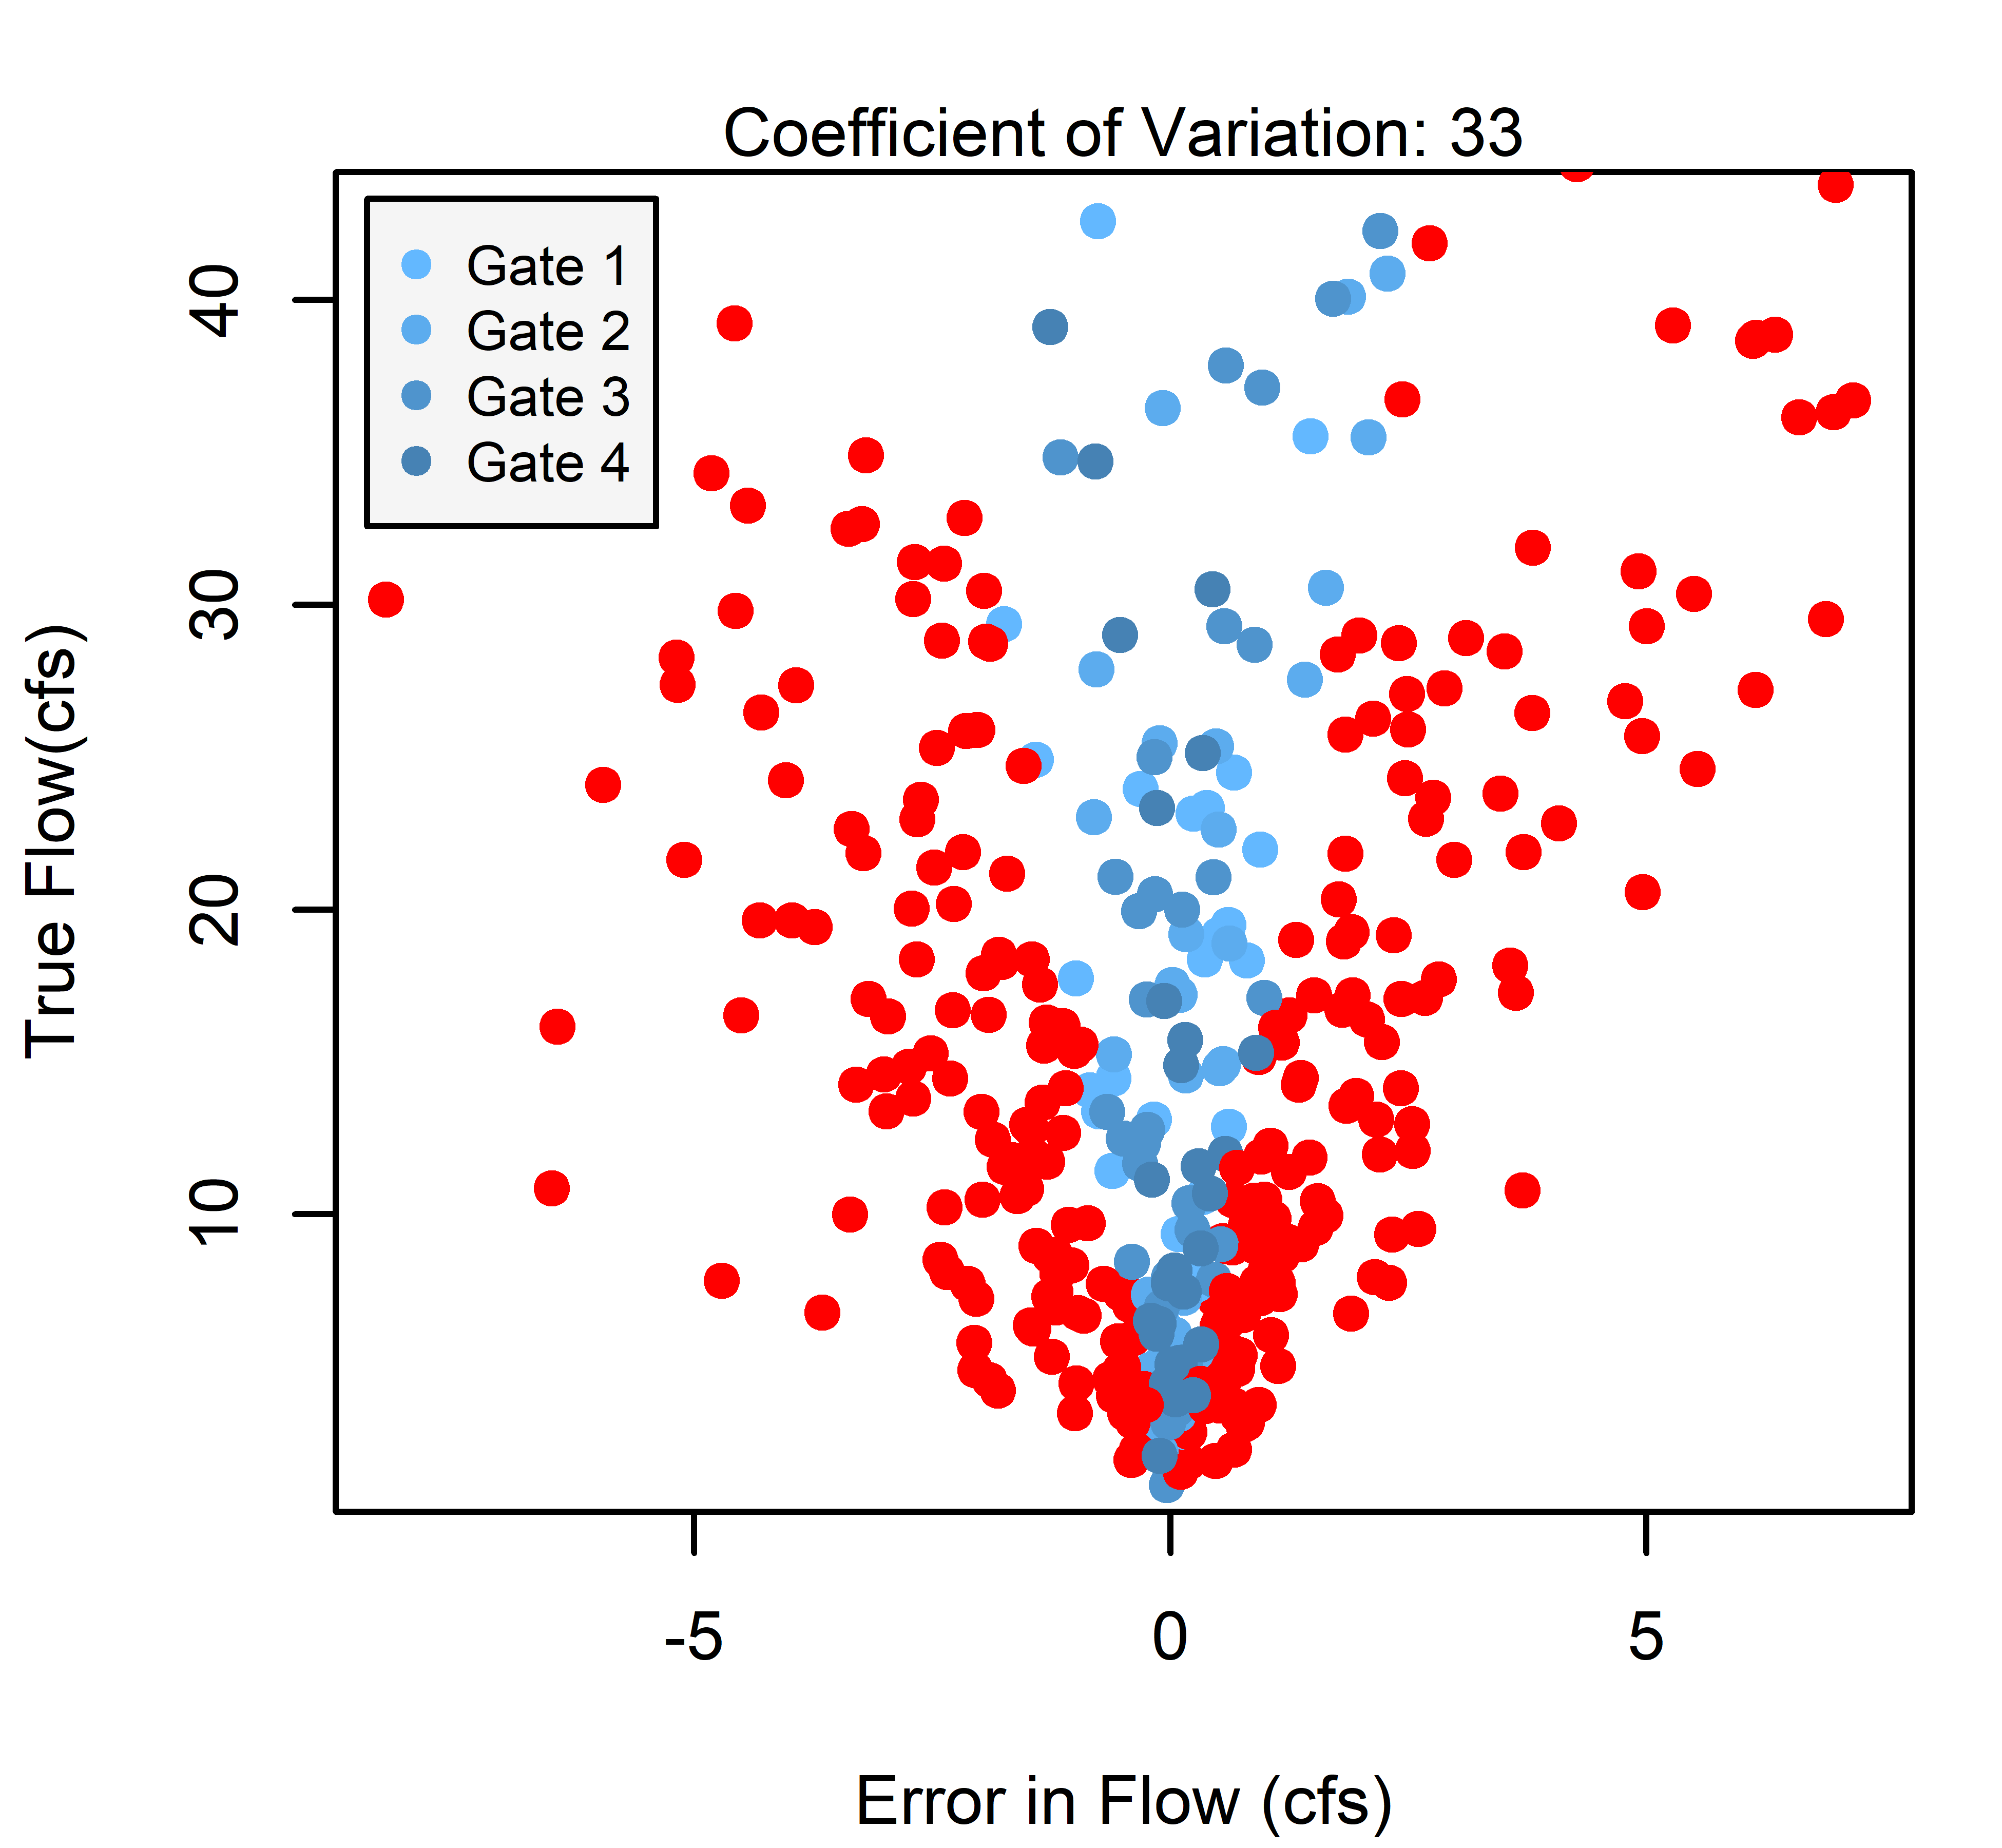 Coefficient of Variation: 33
Gate 1
Gate 2
Gate 3
Gate 4
True Flow(cfs)
40
30
20
10
-5 0 5
Error in Flow (cfs)